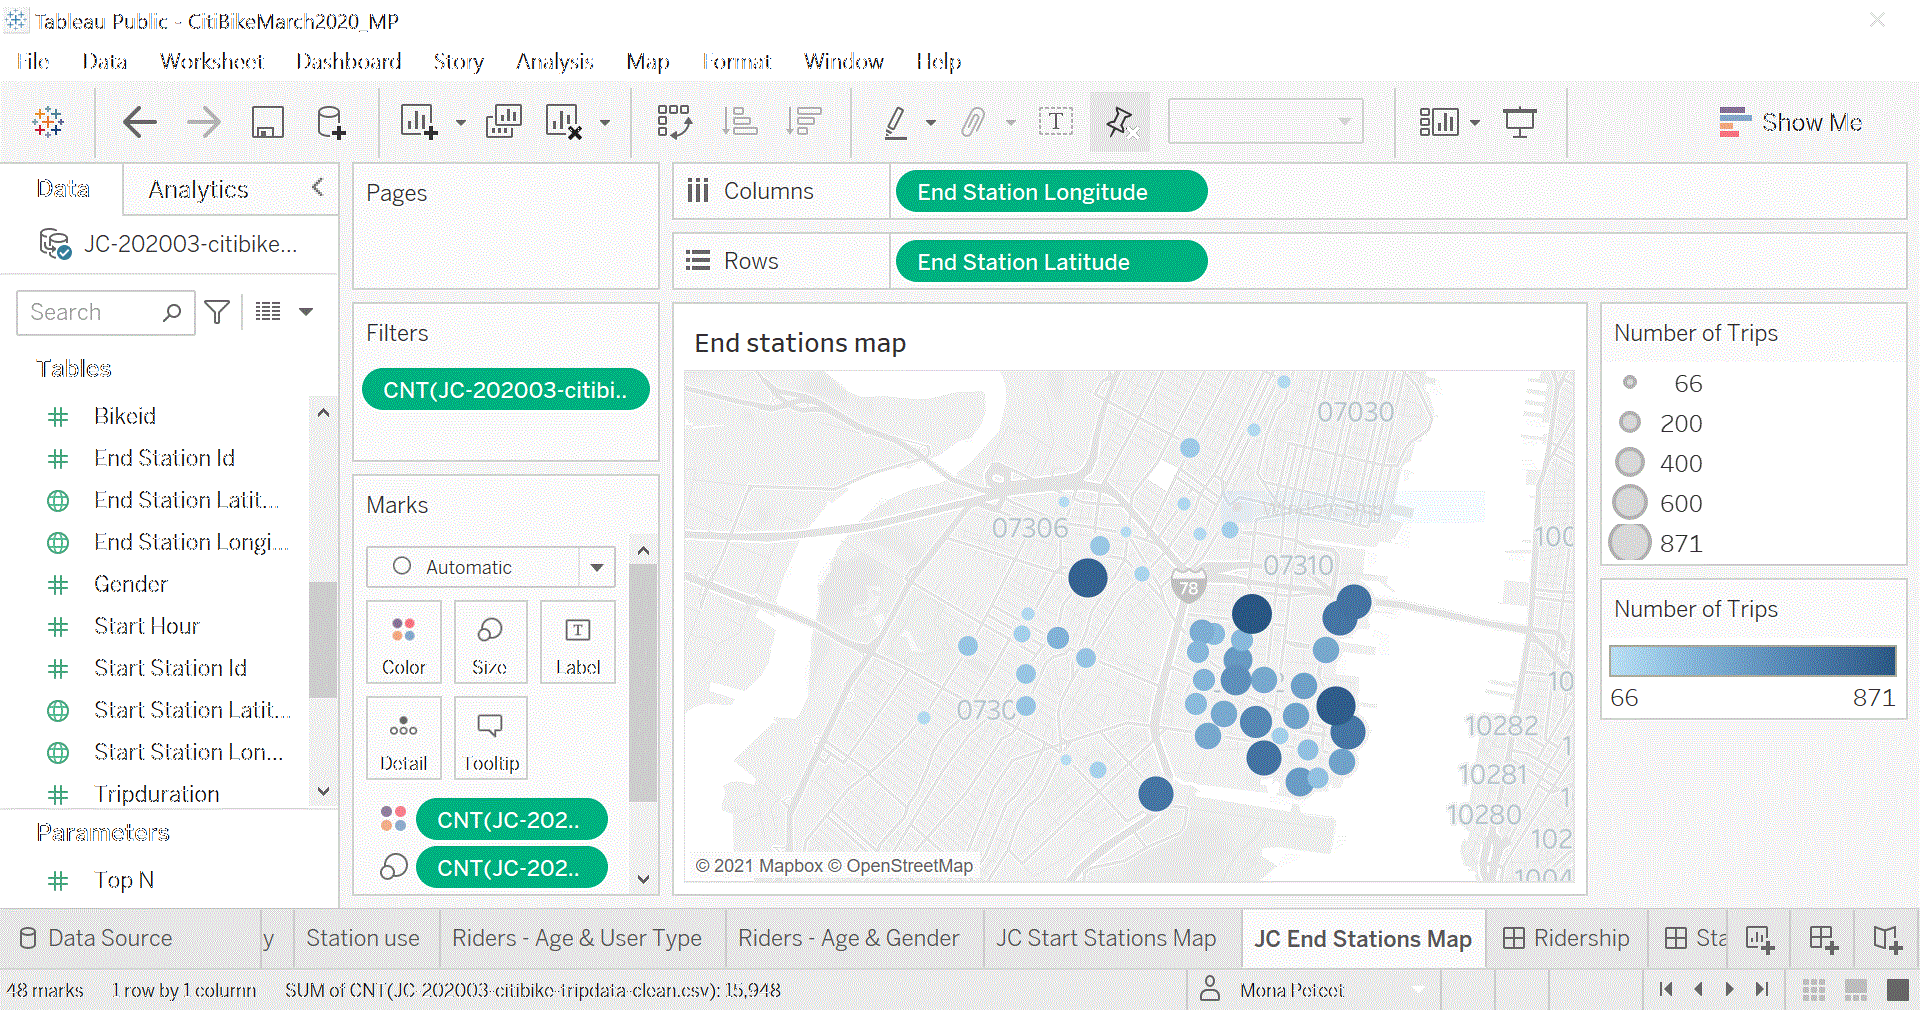 Tableau Public - CitiBikeMarch2020_MP
File Data Worksheet Dashboard Story Analysis Map Format Window Help
Show Me
Data Analytics
JC-202003-citibike...
Search
Tables
Bikeid
End Station Id
End Station Latit...
End Station Longi...
Gender
Start Hour
Start Station Id
Start Station Latit...
Start Station Lon...
Tripduration
Parameters
Top N
Pages
Filters
CNT(JC-202003-citibi..
Marks
Automatic
Color Size Label
Detail Tooltip
CNT(JC-202..
CNT(JC-202..
Columns End Station Longitude
Rows End Station Latitude
End stations map
07030
07306
07310
78
0730
100
10
10282
1
10281
1
10280
102
1004
© 2021 Mapbox © OpenStreetMap
Number of Trips
66
200
400
600
871
Number of Trips
66 871
Data Source y Station use Riders - Age & User Type Riders - Age & Gender JC Start Stations Map JC End Stations Map Ridership Sta
48 marks 1 row by 1 column SUM of CNT(JC-202003-citibike-tripdata-clean.csv): 15,948 Mona Peteet